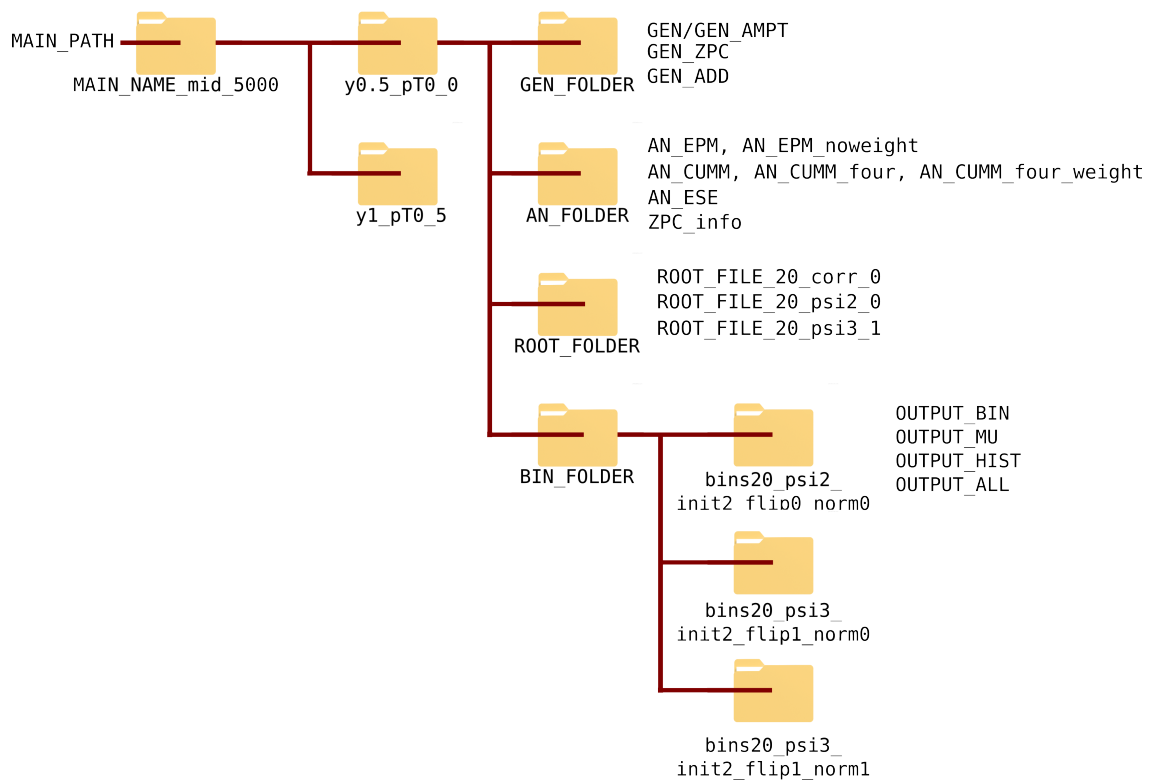 MAIN_PATH
MAIN_NAME_mid_5000
y0.5_pT0_0
GEN_FOLDER
GEN/GEN_AMPT
GEN_ZPC
GEN_ADD
y1_pT0_5
AN_FOLDER
AN_EPM, AN_EPM_noweight
AN_CUMM, AN_CUMM_four, AN_CUMM_four_weight
AN_ESE
ZPC_info
ROOT_FOLDER
ROOT_FILE_20_corr_0
ROOT_FILE_20_psi2_0
ROOT_FILE_20_psi3_1
BIN_FOLDER
bins20_psi2_
init2_flip0_norm0
OUTPUT_BIN
OUTPUT_MU
OUTPUT_HIST
OUTPUT_ALL
bins20_psi3_
init2_flip1_norm0
bins20_psi3_
init2_flip1_norm1